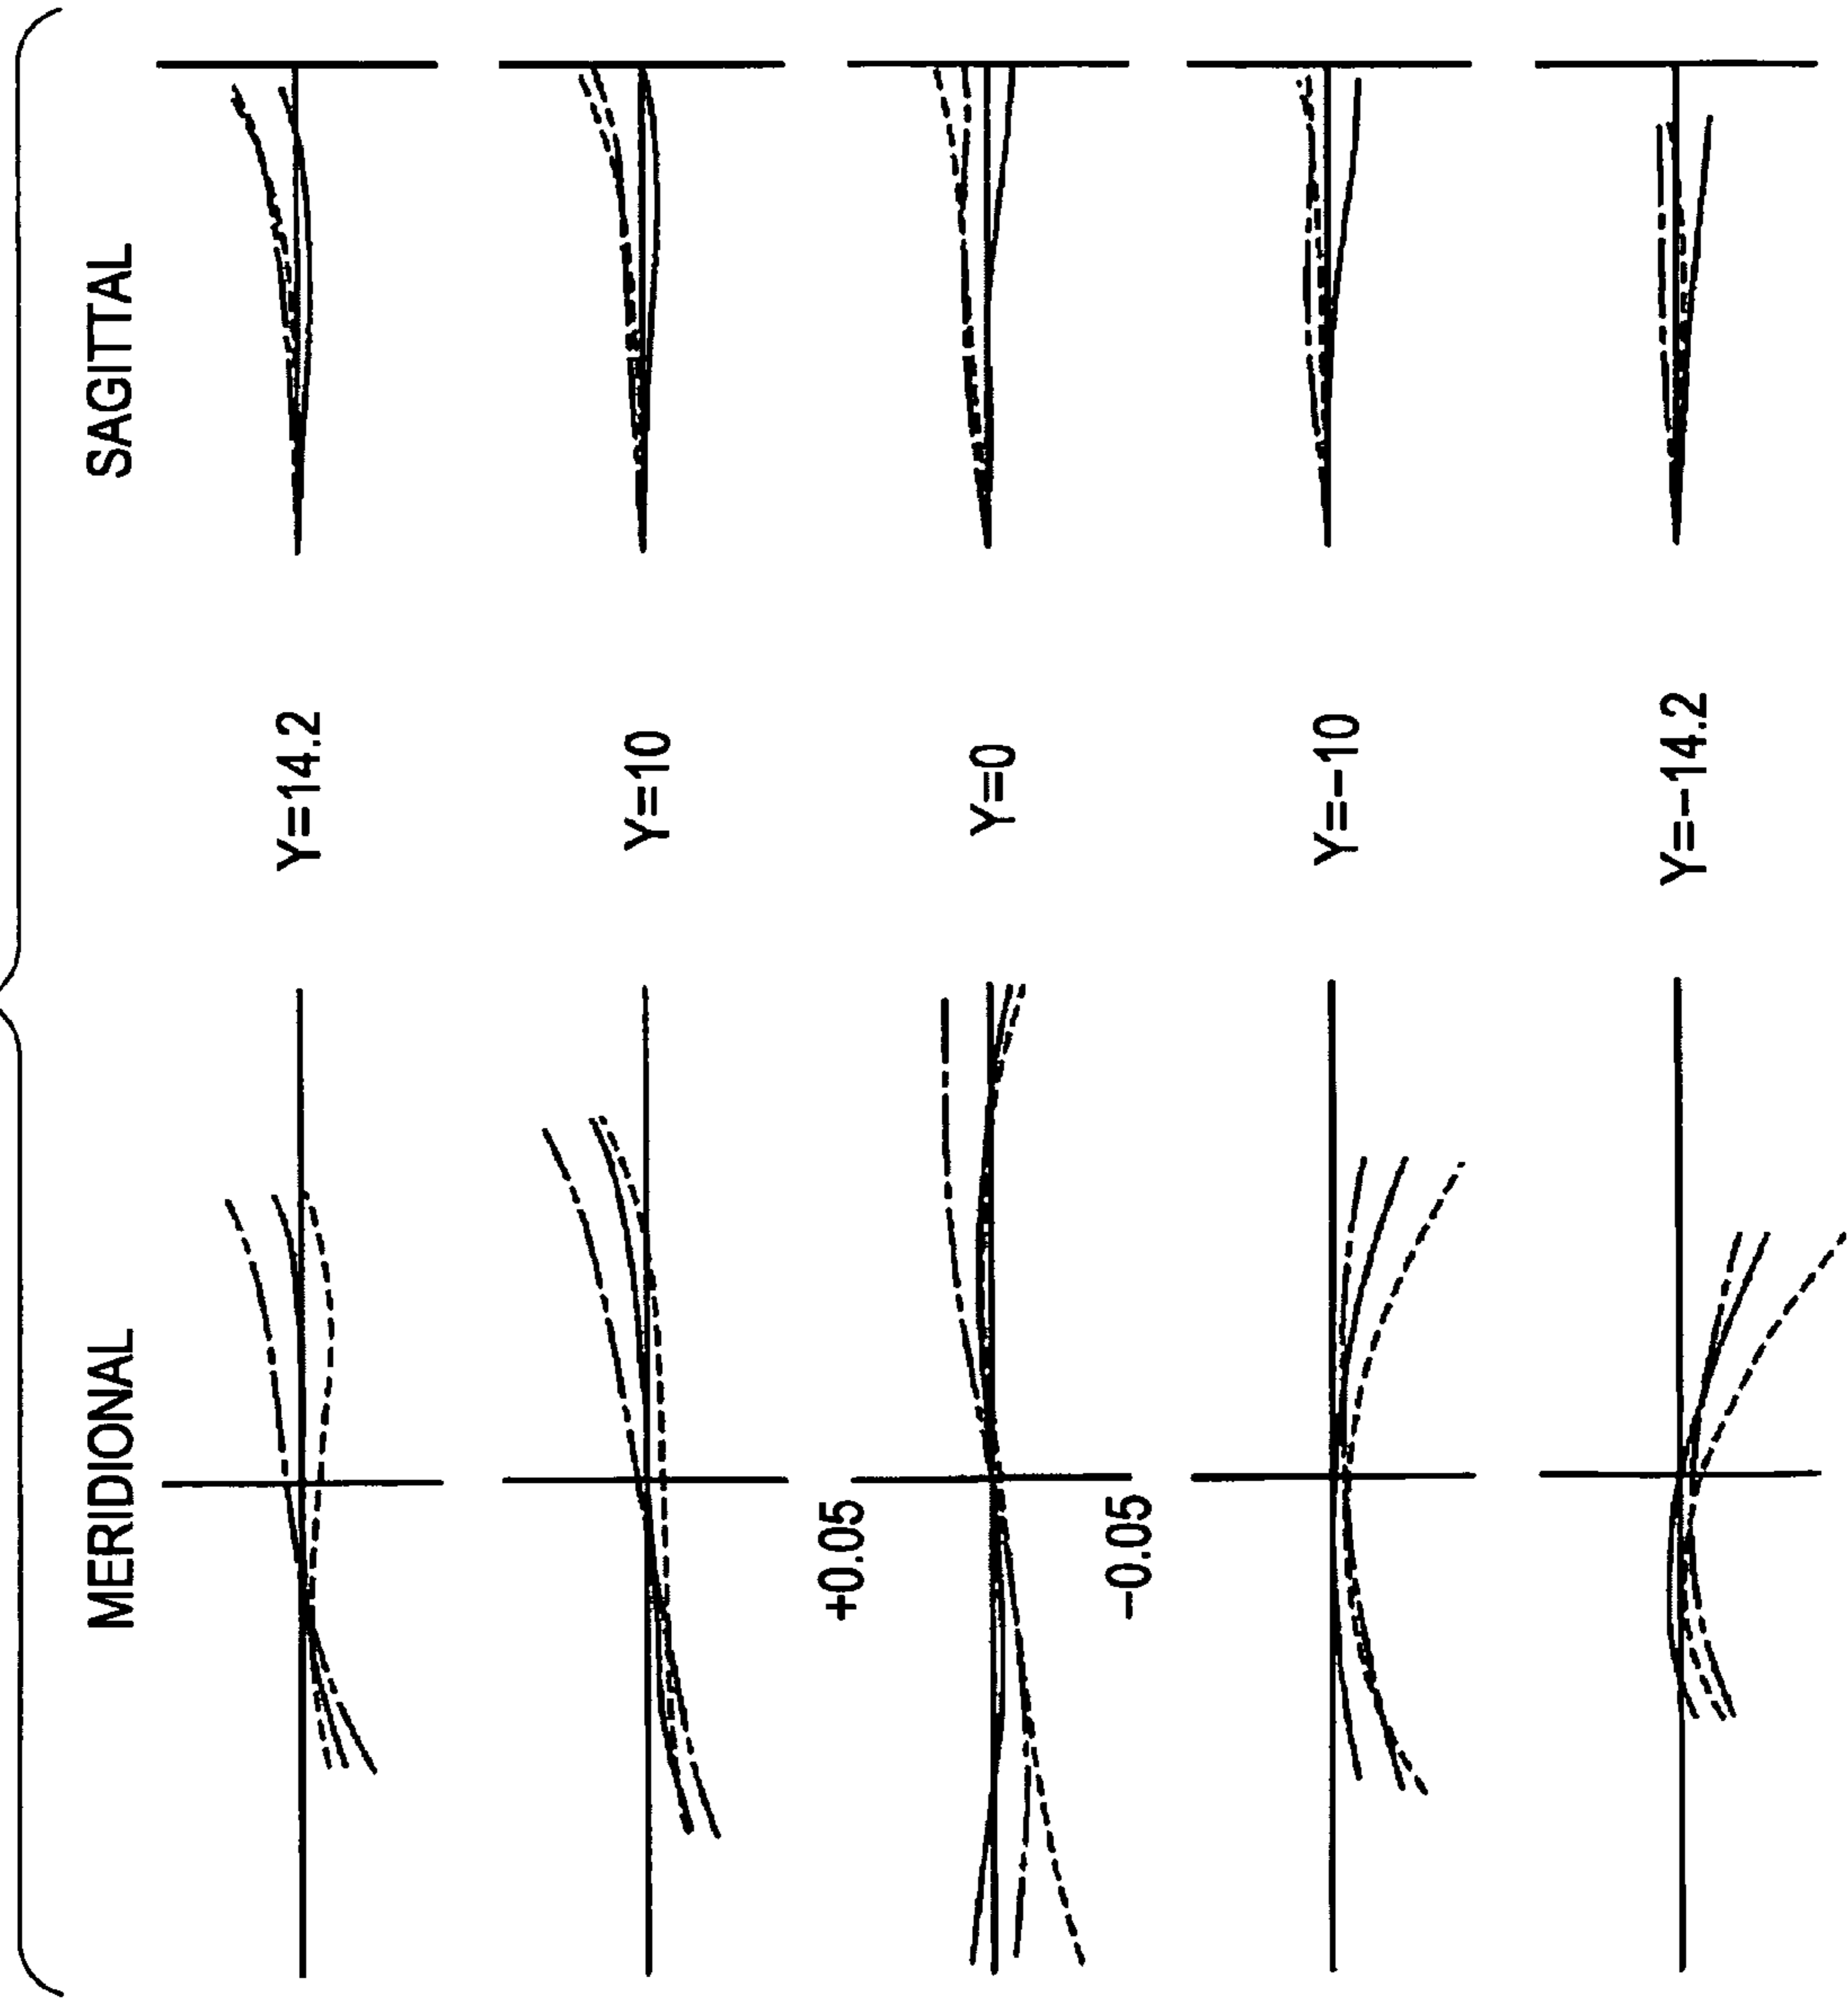 MERIDIONAL
SAGITTAL
Y=14.2
Y=10
+0.05
Y=0
-0.05
Y=-10
Y=-14.2